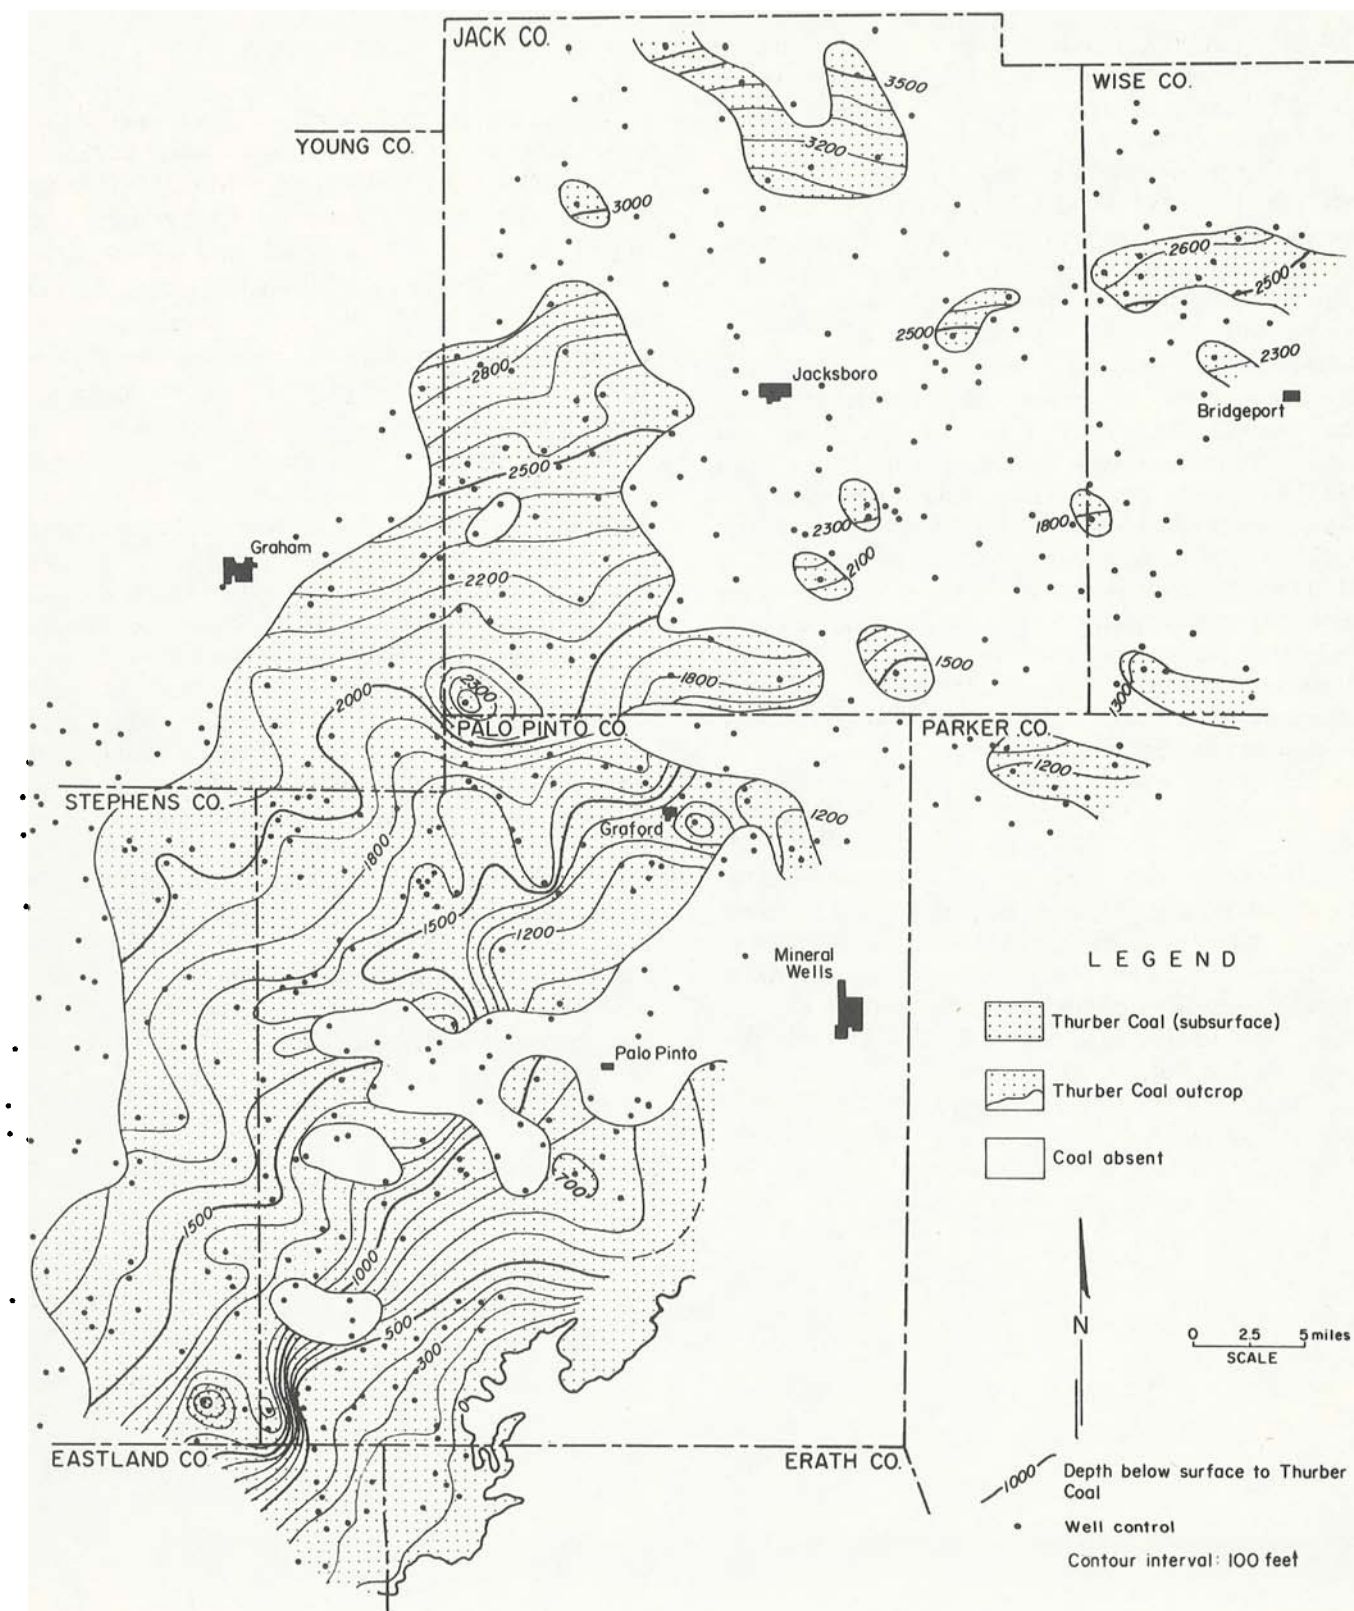 JACK CO.
WISE CO.
YOUNG CO.
3500
3200
3000
2600
2500
2500
2300
2800
Jacksboro
Bridgeport
2500
2300
1800
Graham
2100
2200
1500
2000
2300
1800
1300
PALO PINTO CO.
PARKER CO.
1200
STEPHENS CO.
Graford
1200
1800
1500
1200
Mineral
Wells
LEGEND
Thurber Coal (subsurface)
Palo Pinto
Thurber Coal outcrop
Coal absent
700
1500
1000
500
300
N
0 2.5 5 miles
SCALE
EASTLAND CO.
ERATH CO.
1000
Depth below surface to Thurber
Coal
Well control
Contour interval: 100 feet